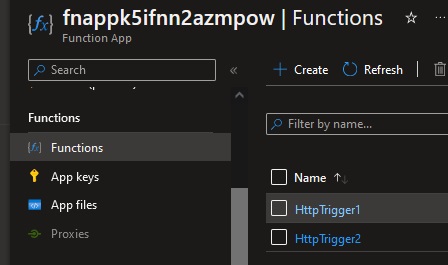 fnappk5ifnn2azmpow | Functions
Function App
Search
Functions
Functions
App keys
App files
Proxies
Create Refresh
Filter by name...
Name
HttpTrigger1
HttpTrigger2